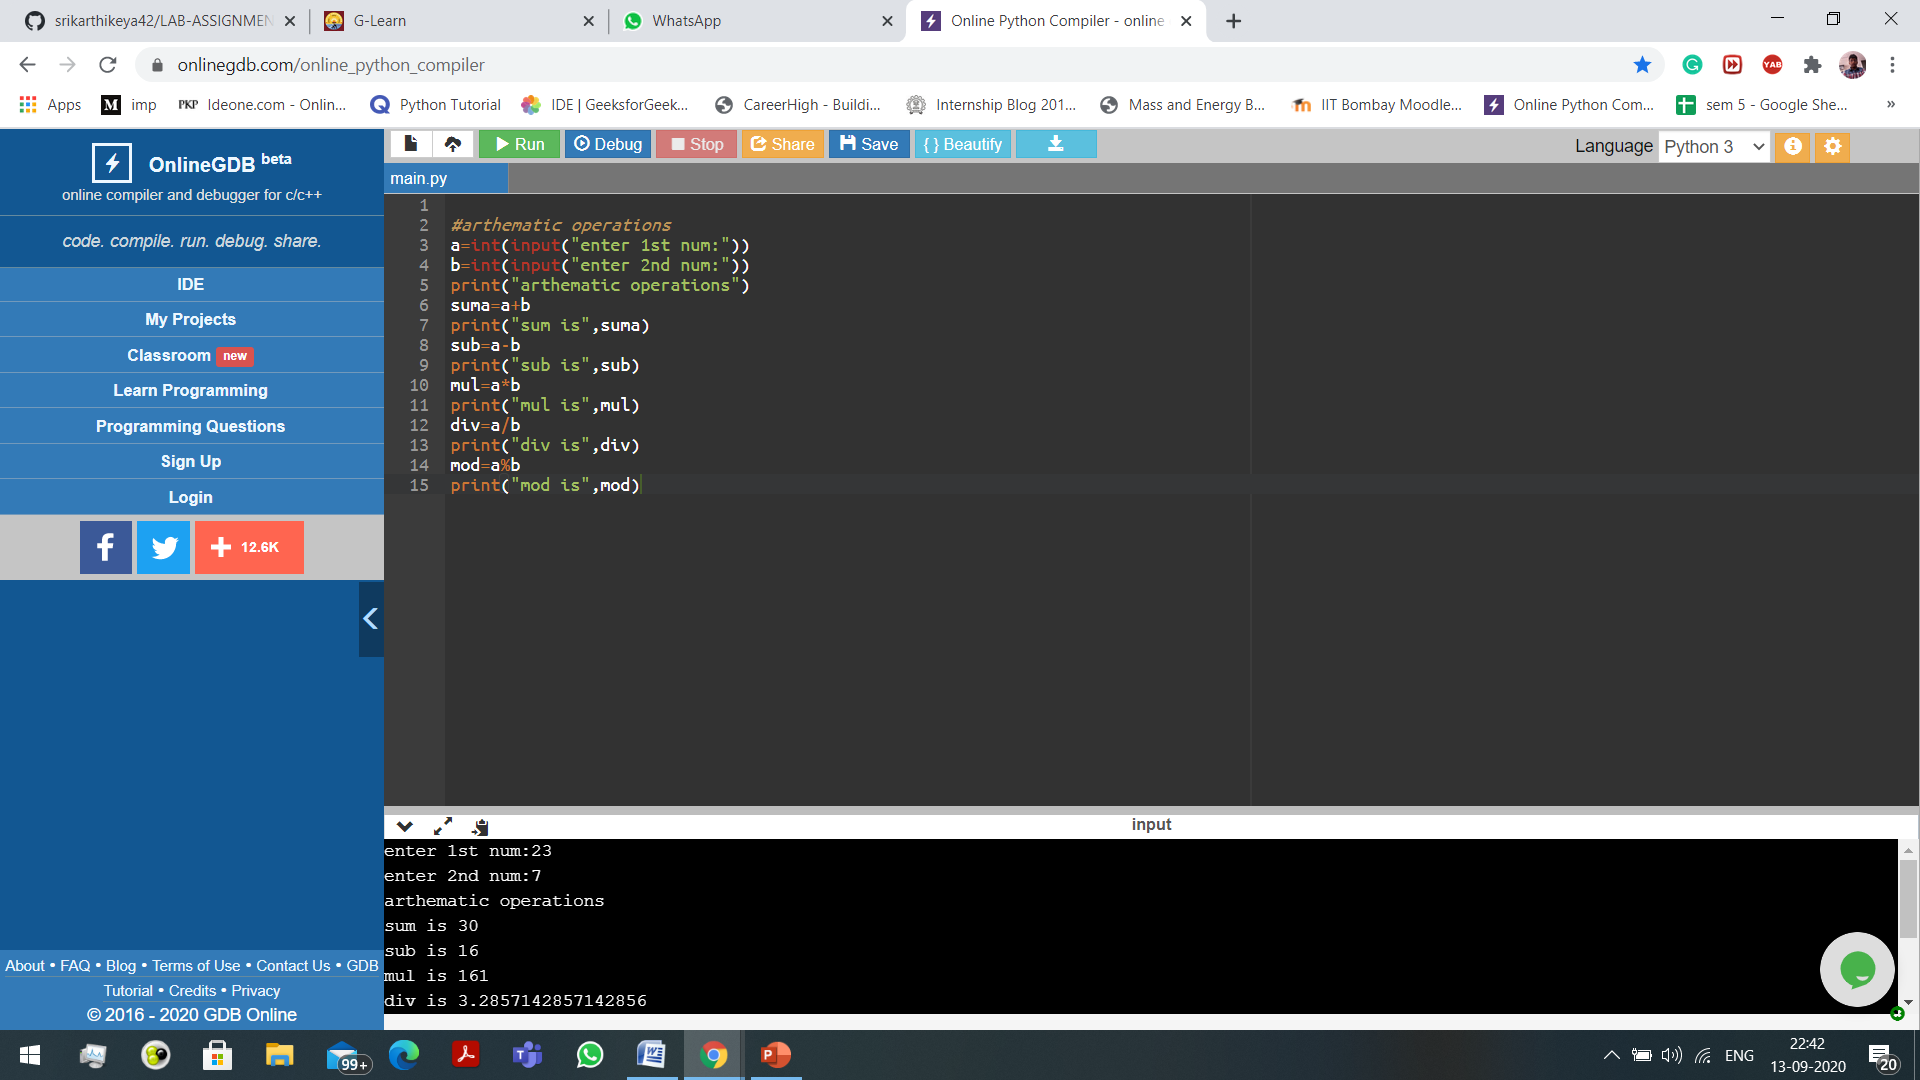 srikarthikeya42/LAB-ASSIGNMEN
G-Learn
WhatsApp
Online Python Compiler - online
onlinegdb.com/online_python_compiler
Apps
imp
PKP Ideone.com - Onlin...
Python Tutorial
IDE | GeeksforGeek...
CareerHigh - Buildi...
Internship Blog 201...
Mass and Energy B...
IIT Bombay Moodle...
Online Python Com...
sem 5 - Google She...
»
OnlineGDB beta
online compiler and debugger for c/c++
code. compile. run. debug. share.
IDE
My Projects
Classroom new
Learn Programming
Programming Questions
Sign Up
Login
12.6K
About • FAQ • Blog • Terms of Use • Contact Us • GDB
Tutorial • Credits • Privacy
© 2016 - 2020 GDB Online
Run
Debug
Stop
Share
Save
{ } Beautify
Language Python 3
main.py
1
2 #arthematic operations
3 a=int(input("enter 1st num:"))
4 b=int(input("enter 2nd num:"))
5 print("arthematic operations")
6 suma=a+b
7 print("sum is",suma)
8 sub=a-b
9 print("sub is",sub)
10 mul=a*b
11 print("mul is",mul)
12 div=a/b
13 print("div is",div)
14 mod=a%b
15 print("mod is",mod)
input
enter 1st num:23
enter 2nd num:7
arthematic operations
sum is 30
sub is 16
mul is 161
div is 3.2857142857142856
99+
ENG
22:42
13-09-2020
20